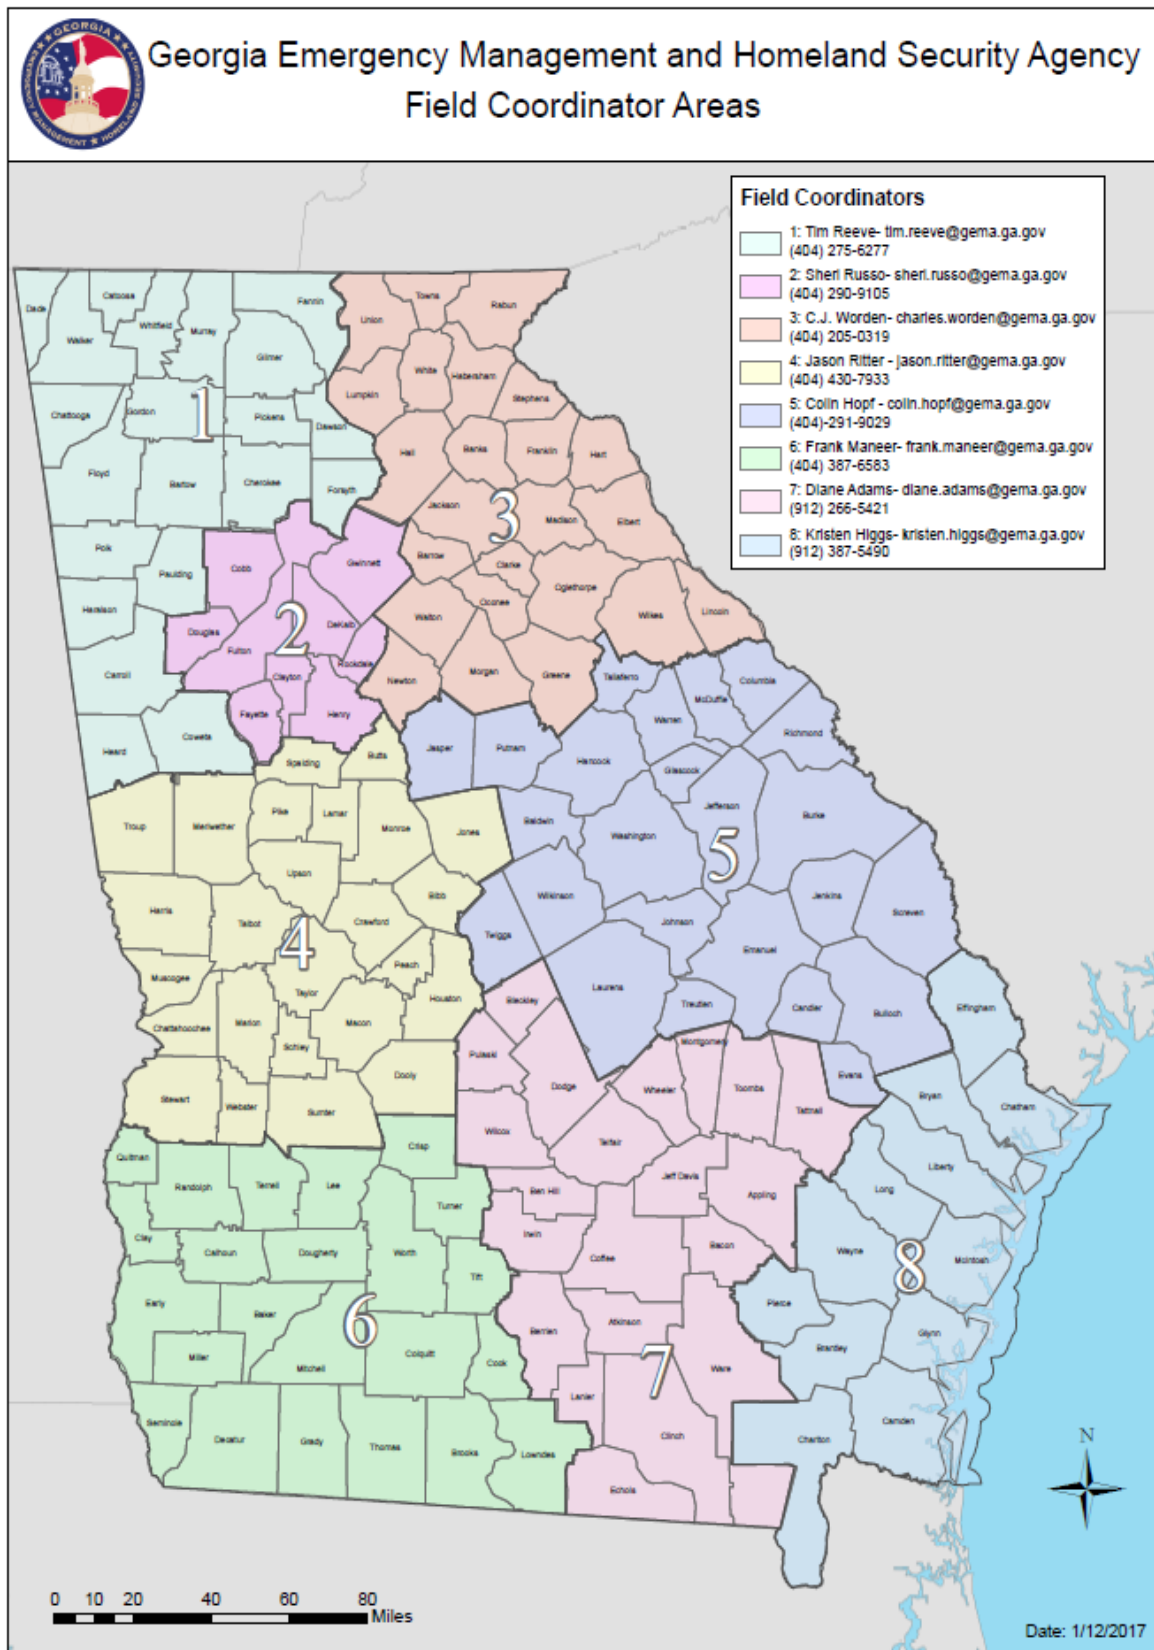 GEORGIA
EMERGENCY MANAGEMENT ★ HOMELAND SECURITY
Georgia Emergency Management and Homeland Security Agency
Field Coordinator Areas
Field Coordinators
1: Tim Reeve- tim.reeve@gema.ga.gov
(404) 275-6277
2: Sheri Russo- sheri.russo@gema.ga.gov
(404) 290-9105
3: C.J. Worden- charles.worden@gema.ga.gov
(404) 205-0319
4: Jason Ritter - jason.ritter@gema.ga.gov
(404) 430-7933
5: Colin Hopf - colin.hopf@gema.ga.gov
(404)-291-9029
6: Frank Maneer- frank.maneer@gema.ga.gov
(404) 387-6583
7: Diane Adams- diane.adams@gema.ga.gov
(912) 266-5421
8: Kristen Higgs- kristen.higgs@gema.ga.gov
(912) 387-5490
Dade
Catoosa
Whitfield
Murray
Fannin
Walker
Gilmer
Chattooga
Gordon
1
Pickens
Dawson
Floyd
Bartow
Cherokee
Forsyth
Polk
Paulding
Haralson
Carroll
Heard
Coweta
Union
Towns
Rabun
White
Habersham
Lumpkin
Stephens
Hall
Banks
Franklin
Hart
Jackson
3
Madison
Elbert
Barrow
Clarke
Oglethorpe
Oconee
Walton
Wilkes
Lincoln
Newton
Morgan
Greene
Cobb
Gwinnett
Douglas
2
DeKalb
Fulton
Rockdale
Clayton
Fayette
Henry
Spalding
Butts
Troup
Meriwether
Pike
Lamar
Monroe
Jones
Upson
Bibb
Harris
Talbot
Crawford
4
Peach
Muscogee
Taylor
Houston
Chattahoochee
Marion
Macon
Schley
Dooly
Stewart
Webster
Sumter
Taliaferro
Columbia
McDuffie
Warren
Richmond
Jasper
Putnam
Hancock
Glascock
Jefferson
Burke
Baldwin
Washington
5
Wilkinson
Jenkins
Screven
Twiggs
Johnson
Emanuel
Laurens
Treutlen
Candler
Bulloch
Evans
Quitman
Crisp
Randolph
Terrell
Lee
Turner
Clay
Calhoun
Dougherty
Worth
Tift
Early
Baker
6
Miller
Mitchell
Colquitt
Cook
Seminole
Decatur
Grady
Thomas
Brooks
Lowndes
Bleckley
Pulaski
Dodge
Montgomery
Wheeler
Toombs
Tattnall
Wilcox
Telfair
Jeff Davis
Appling
Ben Hill
Irwin
Coffee
Bacon
Berrien
Atkinson
7
Ware
Lanier
Clinch
Echols
Effingham
Bryan
Chatham
Liberty
Long
Wayne
8
McIntosh
Pierce
Brantley
Glynn
Camden
Charlton
N
0 10 20 40 60 80
Miles
Date: 1/12/2017